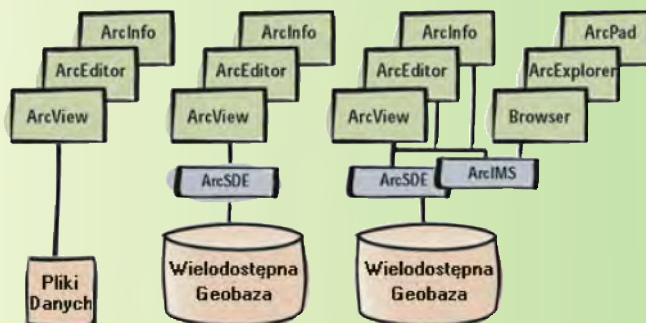 ArcInfo
ArcEditor
ArcView
Pliki
Danych
ArcInfo
ArcEditor
ArcView
ArcSDE
Wielodostępna
Geobaza
ArcInfo
ArcEditor
ArcView
ArcSDE
Wielodostępna
Geobaza
ArcPad
ArcExplorer
Browser
ArcIMS